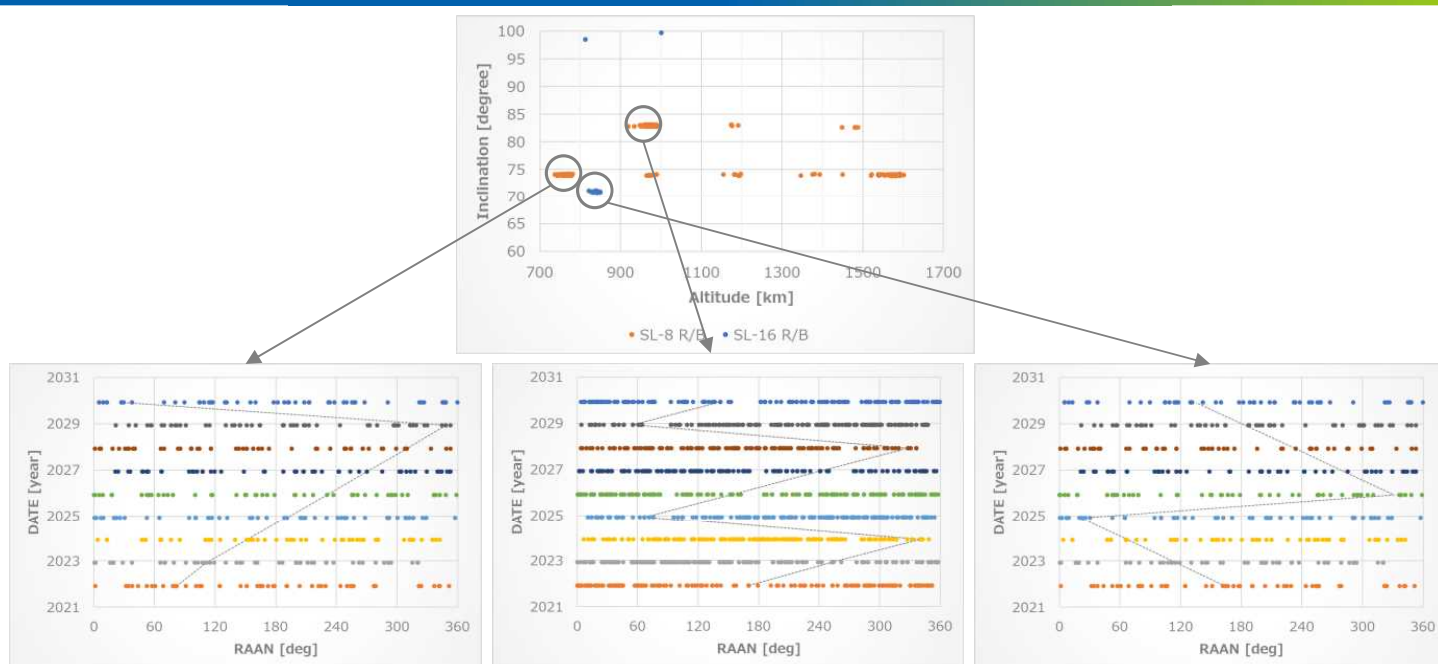 100
95
90
85
80
75
70
65
60
Inclination [degree]
700 900 1100 1300 1500 1700
Altitude [km]
SL-8 R/B SL-16 R/B
2031
2029
2027
2025
2023
2021
DATE [year]
0 60 120 180 240 300 360
RAAN [deg]
2031
2029
2027
2025
2023
2021
DATE [year]
0 60 120 180 240 300 360
RAAN [deg]
2031
2029
2027
2025
2023
2021
DATE [year]
0 60 120 180 240 300 360
RAAN [deg]